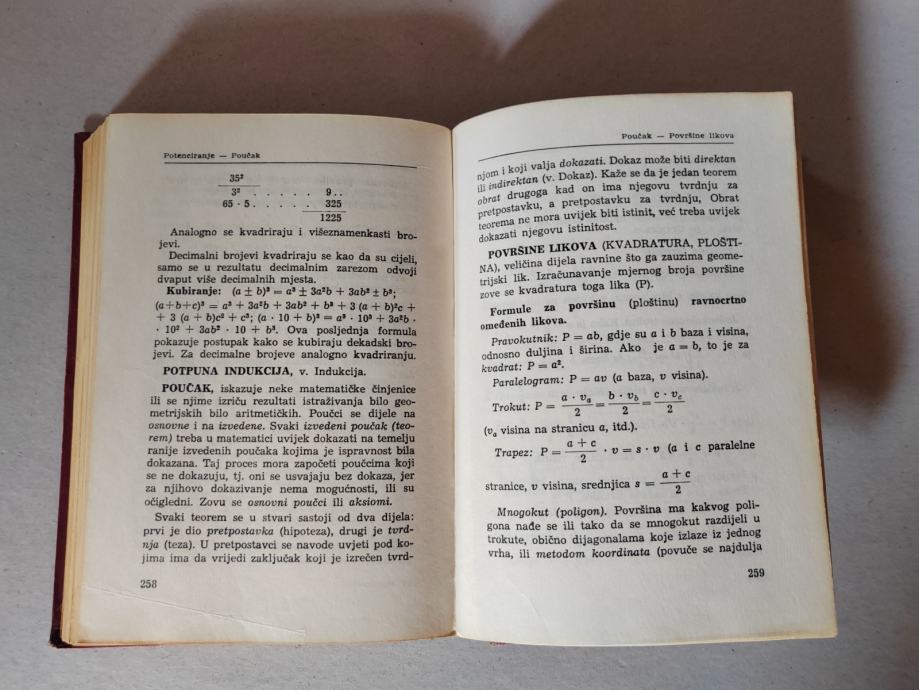 Potenciranje — Poučak
35²
3² . . . . . 9 . .
65 · 5 . . . . . 325
1225
Analogno se kvadriraju i višeznamenkasti bro-
jevi.
Decimalni brojevi kvadriraju se kao da su cijeli,
samo se u rezultatu decimalnim zarezom odvoji
dvaput više decimalnih mjesta.
Kubiranje: (a ± b)³ = a³ ± 3a²b + 3ab² ± b³;
(a+b+c)³ = a³ + 3a²b + 3ab² + b³ + 3 (a + b)²c +
+ 3 (a + b)c² + c³; (a · 10 + b)³ = a³ · 10³ + 3a²b ·
· 10² + 3ab² · 10 + b³. Ova posljednja formula
pokazuje postupak kako se kubiraju dekadski bro-
jevi. Za decimalne brojeve analogno kvadriranju.
POTPUNA INDUKCIJA, v. Indukcija.
POUČAK, iskazuje neke matematičke činjenice
ili se njime izriču rezultati istraživanja bilo geo-
metrijskih bilo aritmetičkih. Poučci se dijele na
osnovne i na izvedene. Svaki izvedeni poučak (teo-
rem) treba u matematici uvijek dokazati na temelju
ranije izvedenih poučaka kojima je ispravnost bila
dokazana. Taj proces mora započeti poučcima koji
se ne dokazuju, tj. oni se usvajaju bez dokaza, jer
za njihovo dokazivanje nema mogućnosti, ili su
očigledni. Zovu se osnovni poučci ili aksiomi.
Svaki teorem se u stvari sastoji od dva dijela:
prvi je dio pretpostavka (hipoteza), drugi je tvrd-
nja (teza). U pretpostavci se navode uvjeti pod ko-
jima ima da vrijedi zaključak koji je izrečen tvrd-
258
Poučak — Površine likova
njom i koji valja dokazati. Dokaz može biti direktan
ili indirektan (v. Dokaz). Kaže se da je jedan teorem
obrat drugoga kad on ima njegovu tvrdnju za
pretpostavku, a pretpostavku za tvrdnju, Obrat
teorema ne mora uvijek biti istinit, već treba uvijek
dokazati njegovu istinitost.
POVRŠINE LIKOVA (KVADRATURA, PLOŠTI-
NA), veličina dijela ravnine što ga zauzima geome-
trijski lik. Izračunavanje mjernog broja površine
zove se kvadratura toga lika (P).
Formule za površinu (ploštinu) ravnocrtno
omeđenih likova.
Pravokutnik: P = ab, gdje su a i b baza i visina,
odnosno duljina i širina. Ako je a = b, to je za
kvadrat: P = a².
Paralelogram: P = av (a baza, v visina).
Trokut: P = a · vₐ / 2 = b · v_b / 2 = c · v_c / 2
(vₐ visina na stranicu a, itd.).
Trapez: P = a + c / 2 · v = s · v (a i c paralelne
stranice, v visina, srednjica s = a + c / 2
Mnogokut (poligon). Površina ma kakvog poli-
gona nađe se ili tako da se mnogokut razdijeli u
trokute, obično dijagonalama koje izlaze iz jednog
vrha, ili metodom koordinata (povuče se najdulja
259